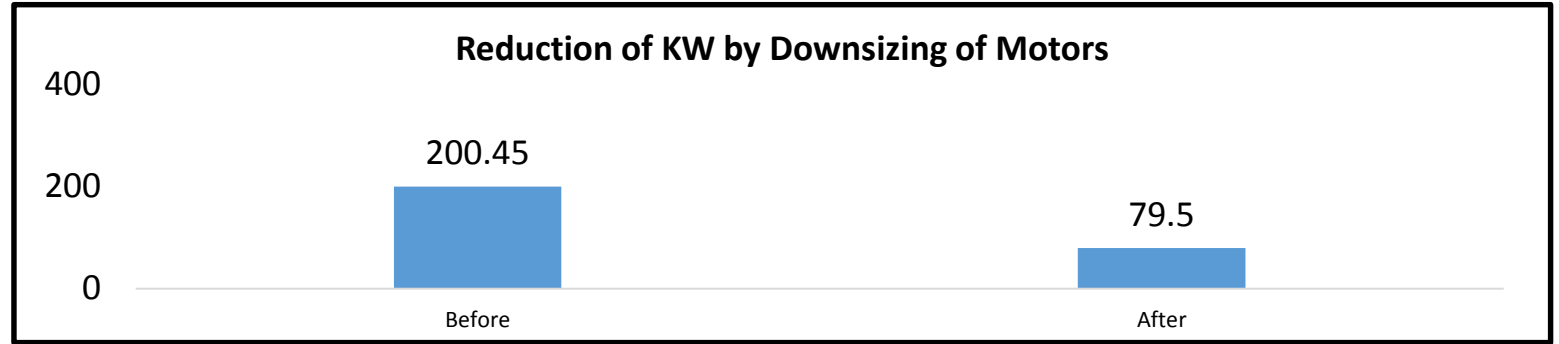 Reduction of KW by Downsizing of Motors
400
200
0
200.45
79.5
Before
After